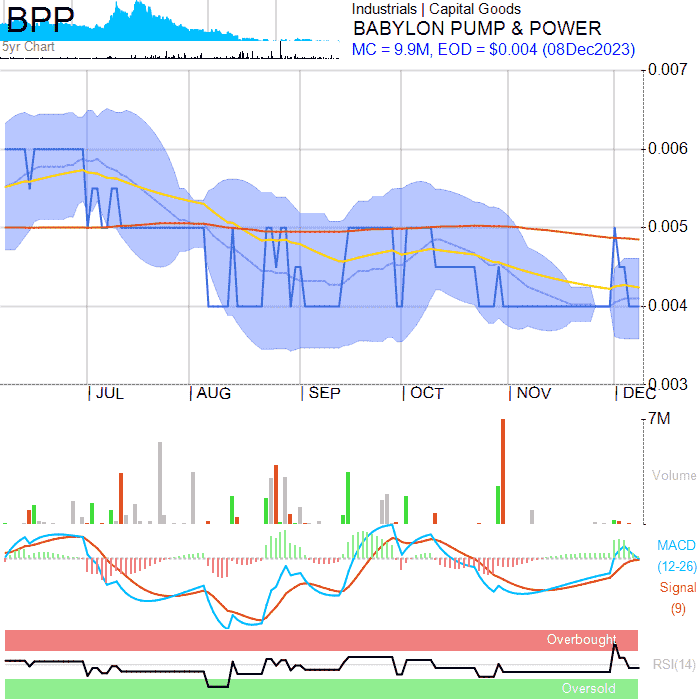 BPP
5yr Chart
Industrials | Capital Goods
BABYLON PUMP & POWER
MC = 9.9M, EOD = $0.004 (08Dec2023)
0.007
0.006
0.005
0.004
0.003
JUL AUG SEP OCT NOV DEC
7M
Volume
MACD
(12-26)
Signal
(9)
Overbought
RSI(14)
Oversold